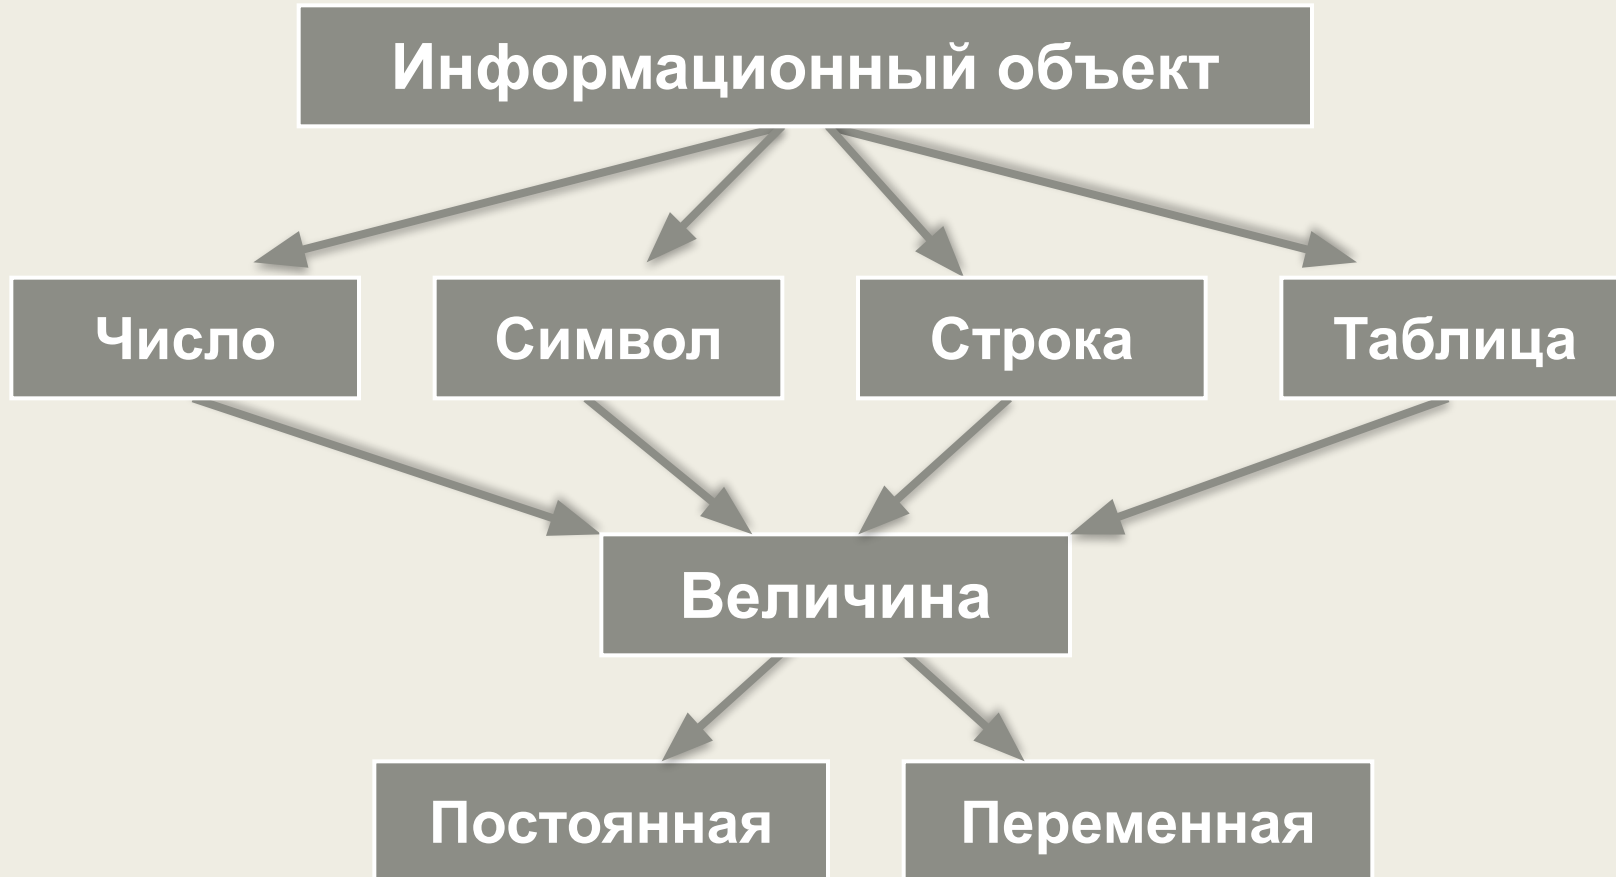 Информационный объект
Число
Символ
Строка
Таблица
Величина
Постоянная
Переменная